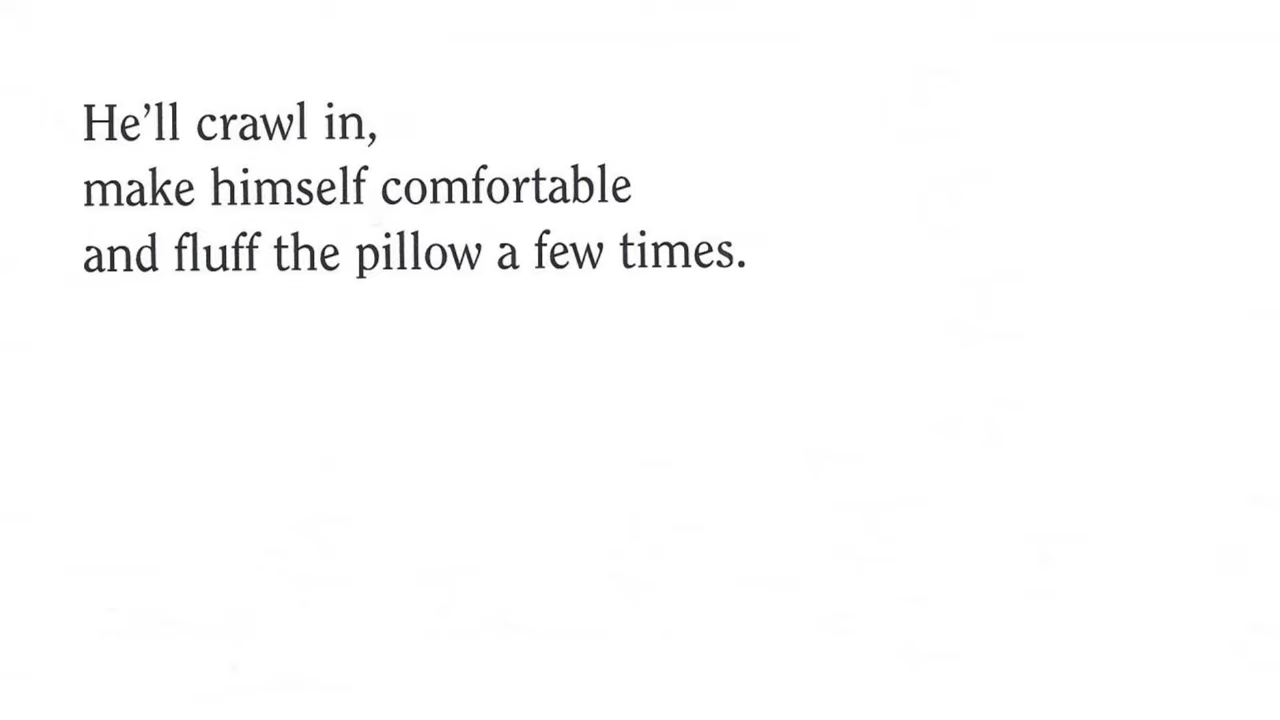 He’ll crawl in,
make himself comfortable
and fluff the pillow a few times.